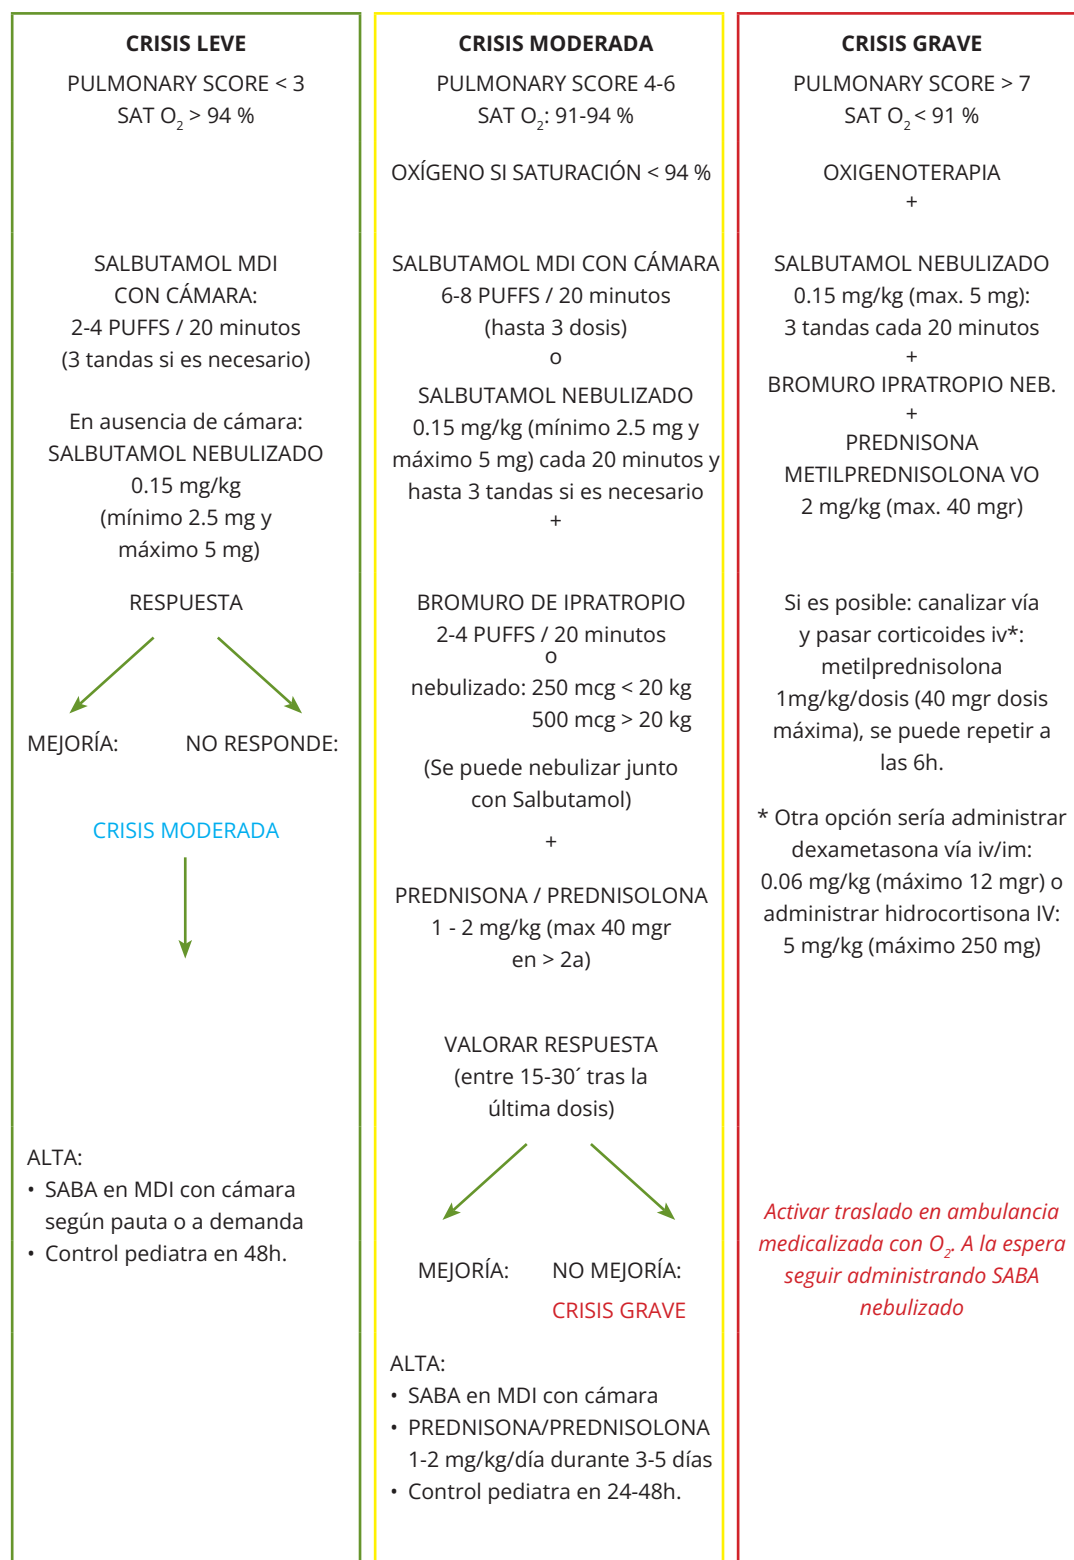 CRISIS LEVE
PULMONARY SCORE < 3
SAT O2 > 94 %
SALBUTAMOL MDI
CON CÁMARA:
2-4 PUFFS / 20 minutos
(3 tandas si es necesario)
En ausencia de cámara:
SALBUTAMOL NEBULIZADO
0.15 mg/kg
(mínimo 2.5 mg y
máximo 5 mg)
RESPUESTA
MEJORÍA: NO RESPONDE:
CRISIS MODERADA
ALTA:
• SABA en MDI con cámara
según pauta o a demanda
• Control pediatra en 48h.
CRISIS MODERADA
PULMONARY SCORE 4-6
SAT O2: 91-94 %
OXÍGENO SI SATURACIÓN < 94 %
SALBUTAMOL MDI CON CÁMARA
6-8 PUFFS / 20 minutos
(hasta 3 dosis)
o
SALBUTAMOL NEBULIZADO
0.15 mg/kg (mínimo 2.5 mg y
máximo 5 mg) cada 20 minutos y
hasta 3 tandas si es necesario
+
BROMURO DE IPRATROPIO
2-4 PUFFS / 20 minutos
o
nebulizado: 250 mcg < 20 kg
500 mcg > 20 kg
(Se puede nebulizar junto
con Salbutamol)
+
PREDNISONA / PREDNISOLONA
1 - 2 mg/kg (max 40 mgr
en > 2a)
VALORAR RESPUESTA
(entre 15-30´ tras la
última dosis)
MEJORÍA: NO MEJORÍA:
CRISIS GRAVE
ALTA:
• SABA en MDI con cámara
• PREDNISONA/PREDNISOLONA
1-2 mg/kg/día durante 3-5 días
• Control pediatra en 24-48h.
CRISIS GRAVE
PULMONARY SCORE > 7
SAT O2 < 91 %
OXIGENOTERAPIA
+
SALBUTAMOL NEBULIZADO
0.15 mg/kg (max. 5 mg):
3 tandas cada 20 minutos
+
BROMURO IPRATROPIO NEB.
+
PREDNISONA
METILPREDNISOLONA VO
2 mg/kg (max. 40 mgr)
Si es posible: canalizar vía
y pasar corticoides iv*:
metilprednisolona
1mg/kg/dosis (40 mgr dosis
máxima), se puede repetir a
las 6h.
* Otra opción sería administrar
dexametasona vía iv/im:
0.06 mg/kg (máximo 12 mgr) o
administrar hidrocortisona IV:
5 mg/kg (máximo 250 mg)
Activar traslado en ambulancia
medicalizada con O2. A la espera
seguir administrando SABA
nebulizado